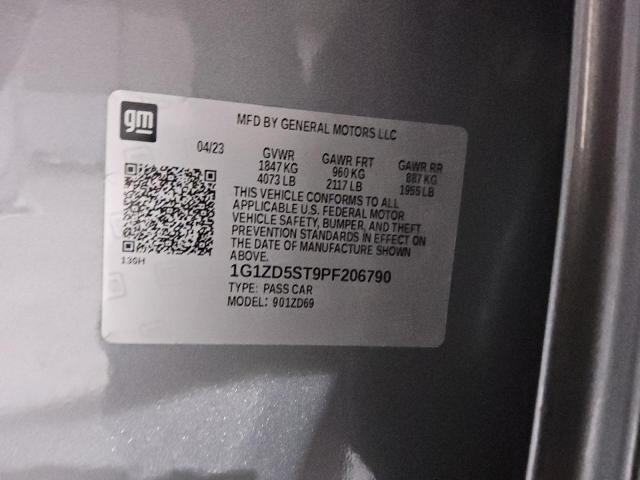 gm
MFD BY GENERAL MOTORS LLC
04/23 GVWR GAWR FRT GAWR RR
1847 KG 960 KG 887 KG
4073 LB 2117 LB 1955 LB
THIS VEHICLE CONFORMS TO ALL
APPLICABLE U.S. FEDERAL MOTOR
VEHICLE SAFETY, BUMPER, AND THEFT
PREVENTION STANDARDS IN EFFECT ON
THE DATE OF MANUFACTURE SHOWN
ABOVE.
130H
1G1ZD5ST9PF206790
TYPE: PASS CAR
MODEL: 901ZD69